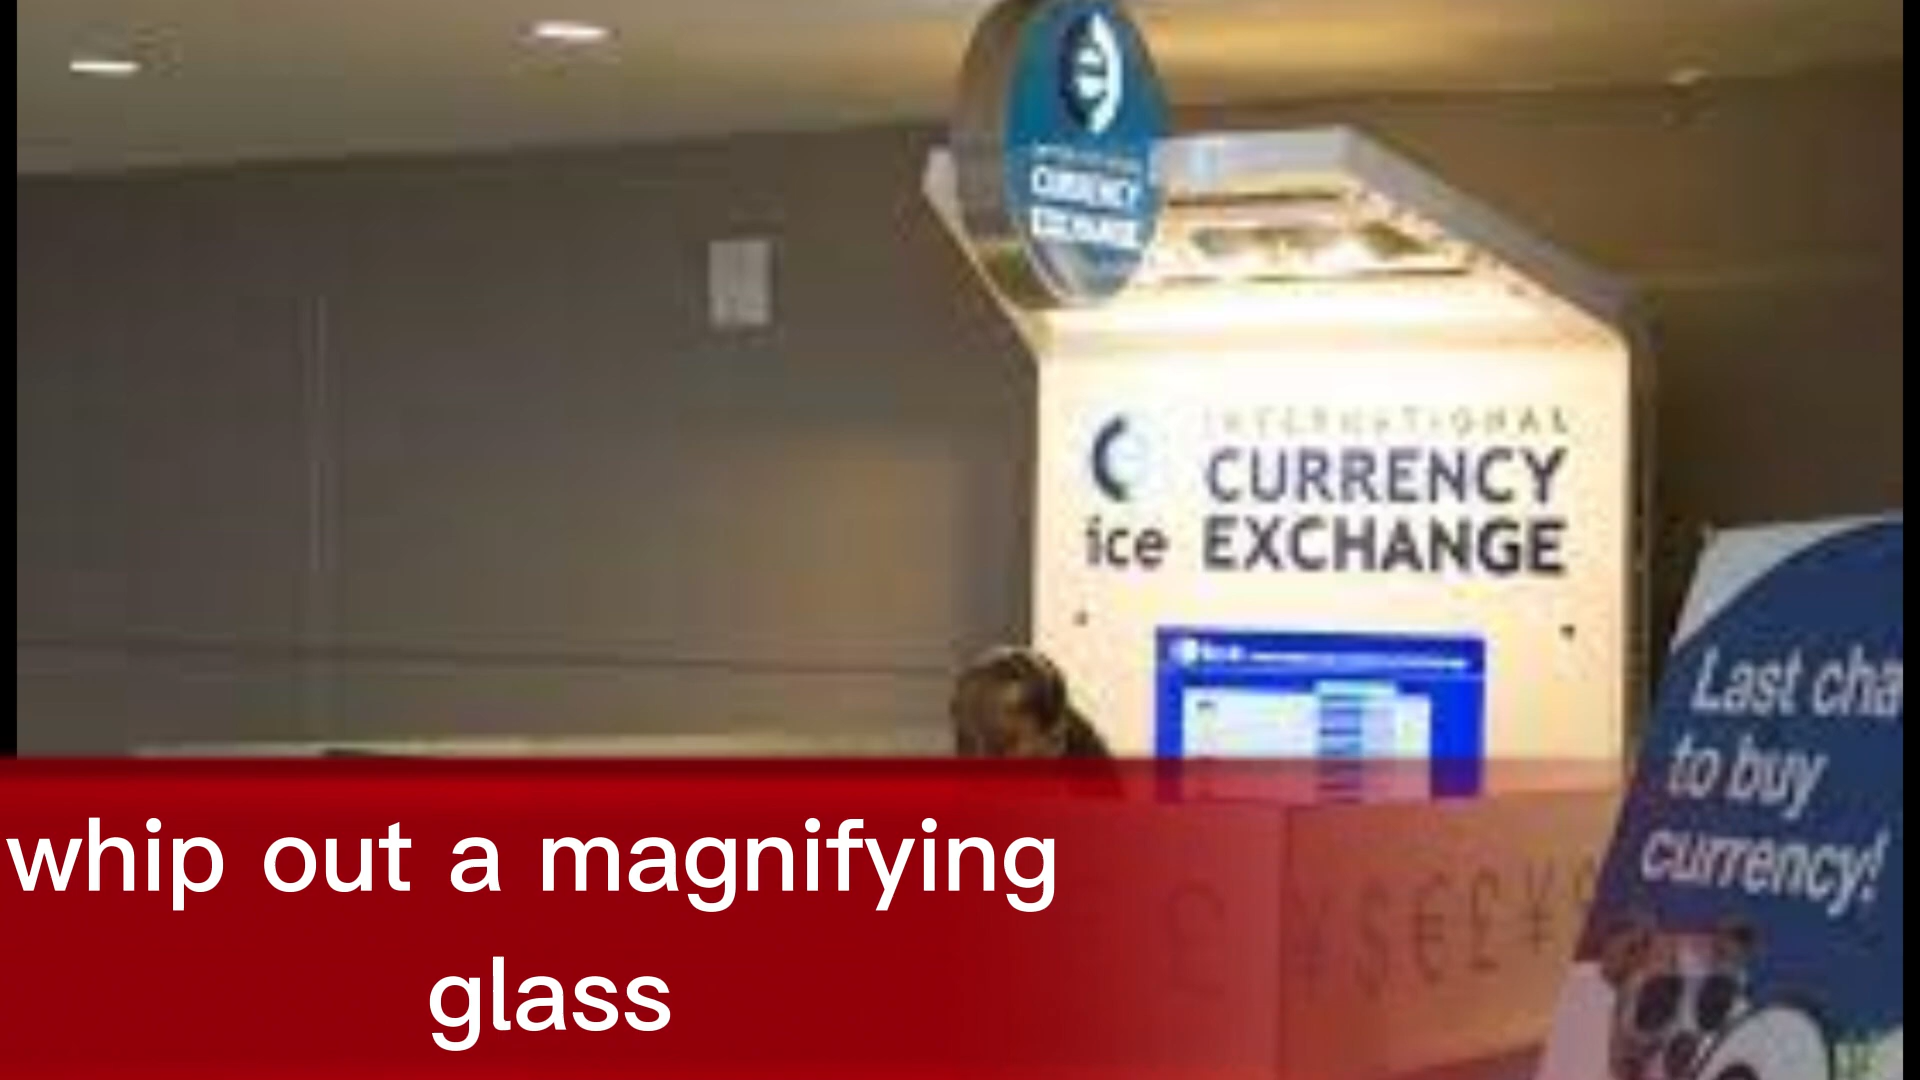 CURRENCY
EXCHANGE
INTERNATIONAL
CURRENCY
ice EXCHANGE
Last cha
to buy
currency!
£ ¥ $ € £ ¥
whip out a magnifying
glass